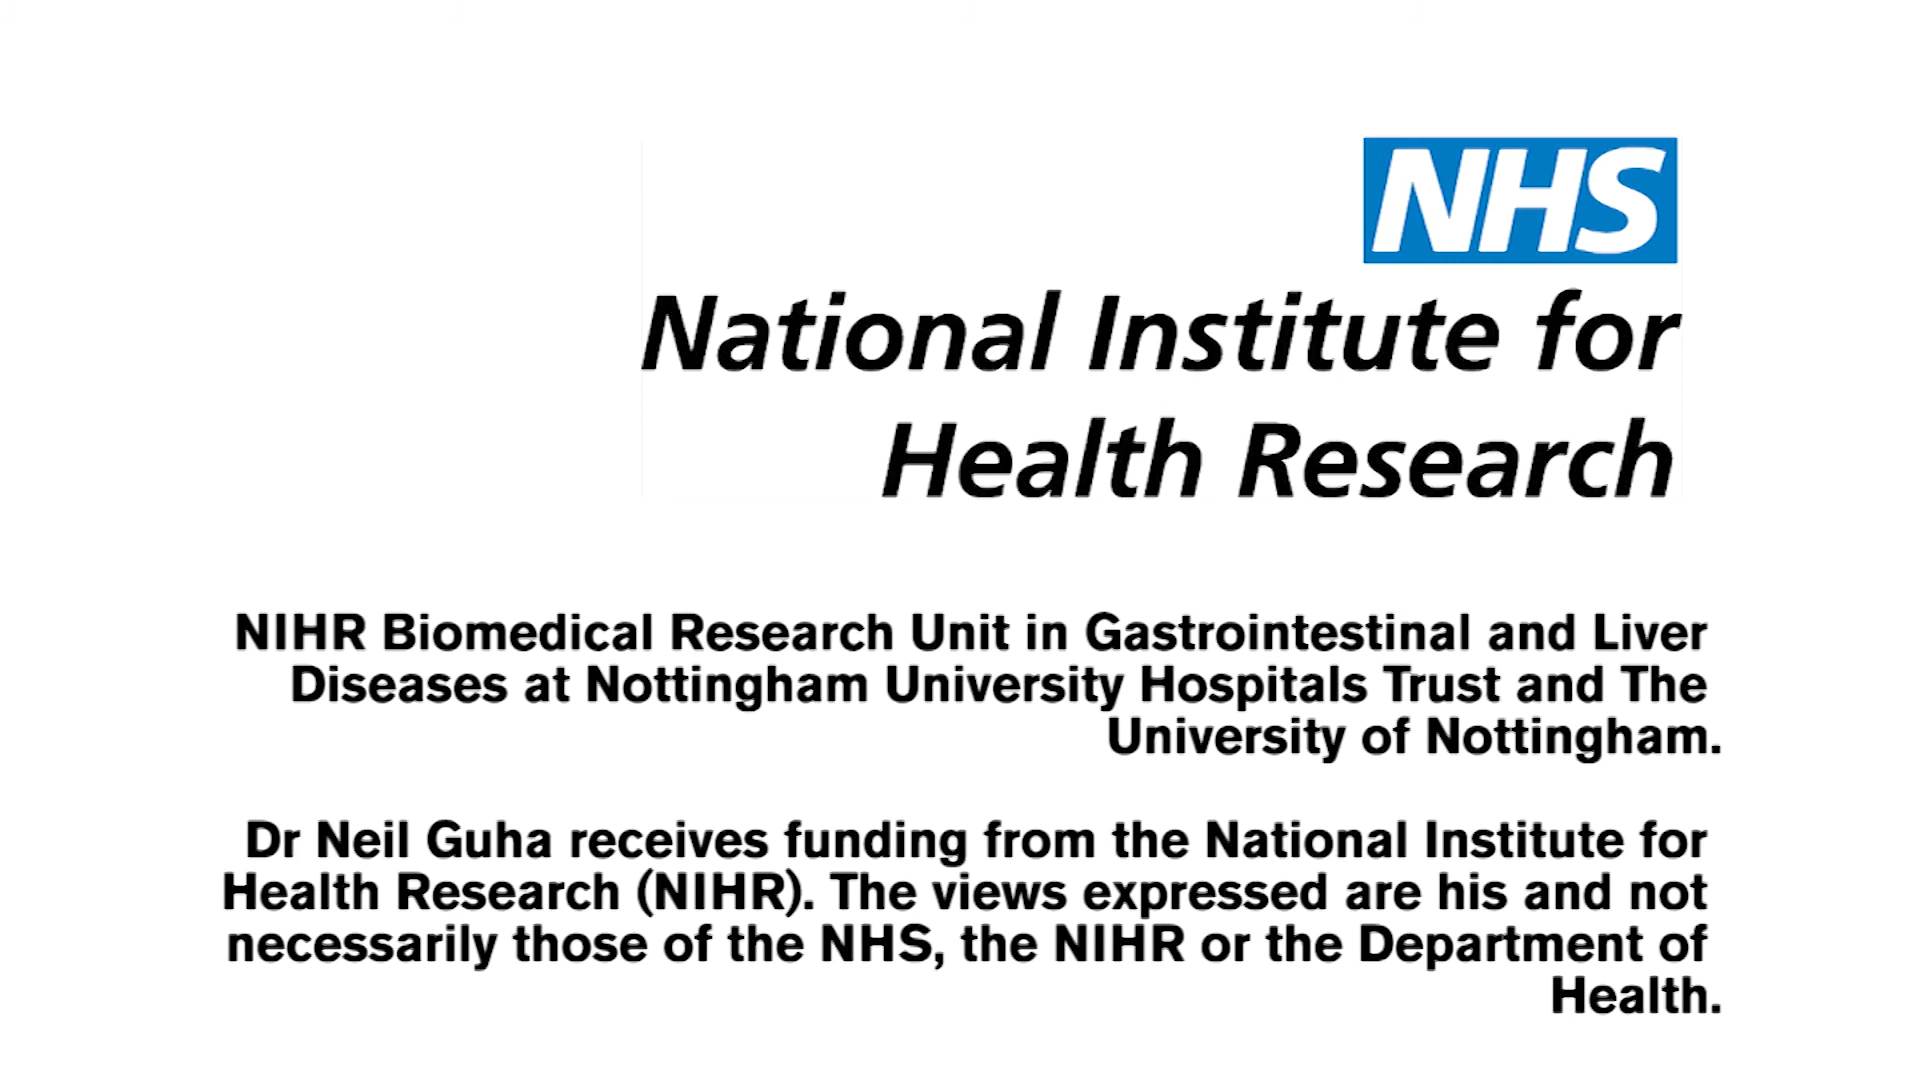 NHS
National Institute for
Health Research
NIHR Biomedical Research Unit in Gastrointestinal and Liver
Diseases at Nottingham University Hospitals Trust and The
University of Nottingham.
Dr Neil Guha receives funding from the National Institute for
Health Research (NIHR). The views expressed are his and not
necessarily those of the NHS, the NIHR or the Department of
Health.